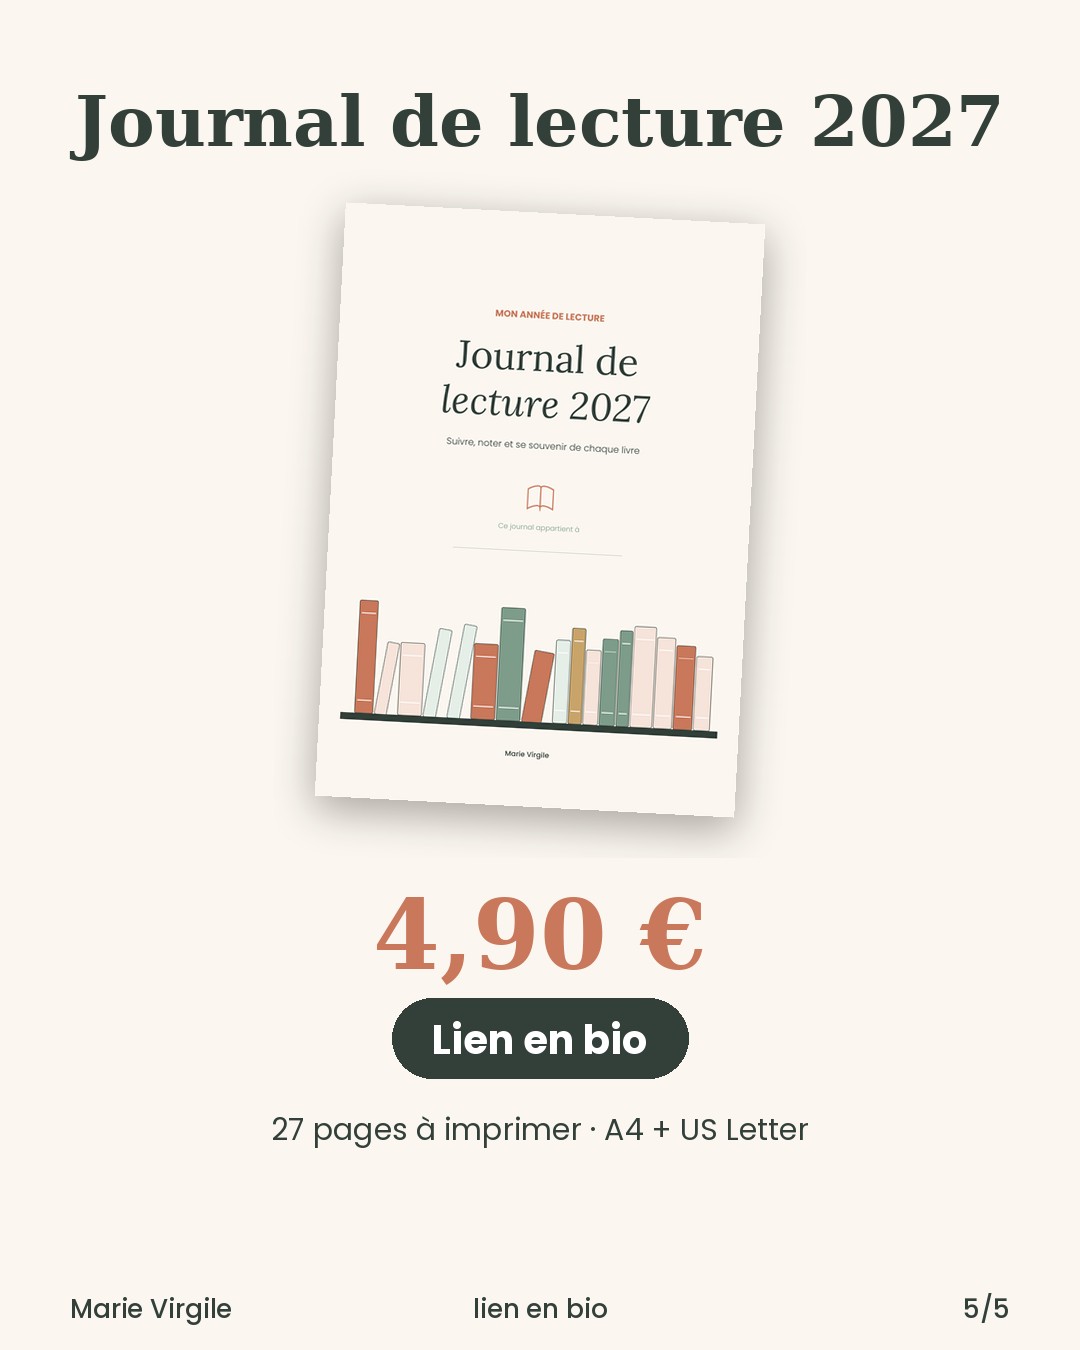 Journal de lecture 2027
MON ANNÉE DE LECTURE
Journal de
lecture 2027
Suivre, noter et se souvenir de chaque livre
Ce journal appartient à
Marie Virgile
4,90 €
Lien en bio
27 pages à imprimer · A4 + US Letter
Marie Virgile
lien en bio
5/5